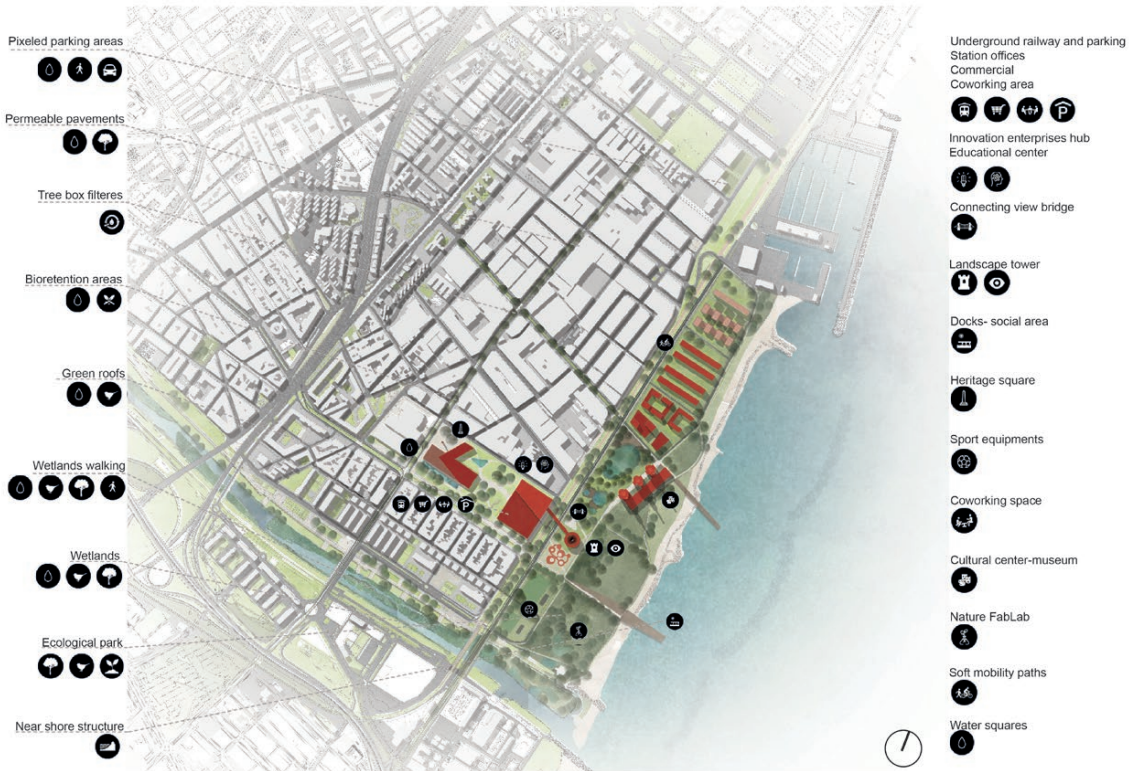 Pixeled parking areas
Permeable pavements
Tree box filteres
Bioretention areas
Green roofs
Wetlands walking
Wetlands
Ecological park
Near shore structure
Underground railway and parking
Station offices
Commercial
Coworking area
P
Innovation enterprises hub
Educational center
Connecting view bridge
Landscape tower
Docks- social area
Heritage square
Sport equipments
Coworking space
Cultural center-museum
Nature FabLab
Soft mobility paths
Water squares
P